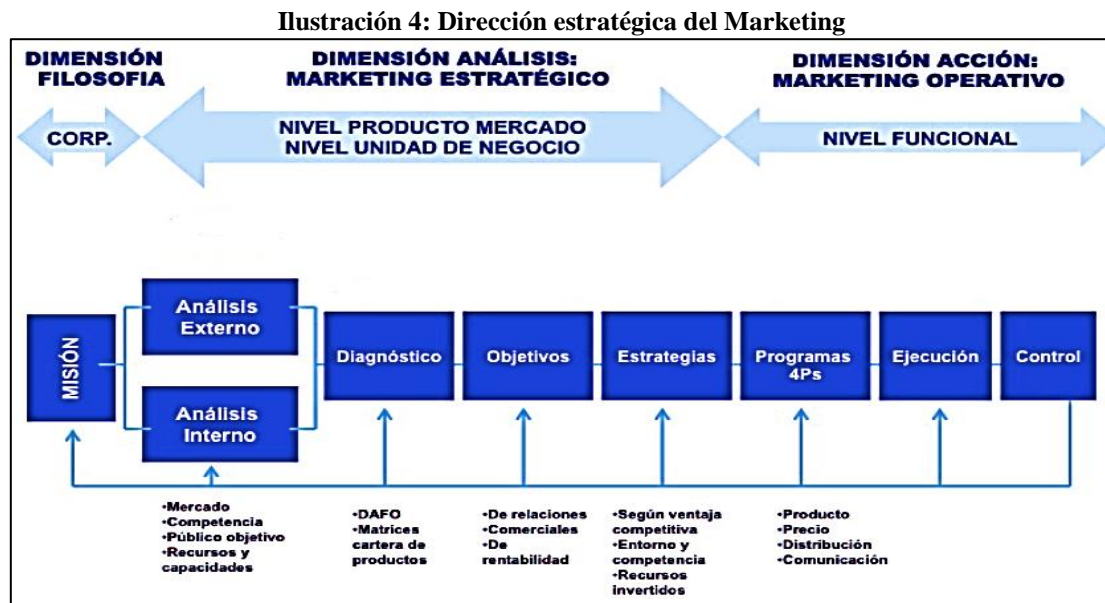 Ilustración 4: Dirección estratégica del Marketing
DIMENSIÓN
FILOSOFIA
CORP.
DIMENSIÓN ANÁLISIS:
MARKETING ESTRATÉGICO
NIVEL PRODUCTO MERCADO
NIVEL UNIDAD DE NEGOCIO
DIMENSIÓN ACCIÓN:
MARKETING OPERATIVO
NIVEL FUNCIONAL
MISIÓN
Análisis
Externo
Análisis
Interno
Diagnóstico
Objetivos
Estrategias
Programas
4Ps
Ejecución
Control
•Mercado
•Competencia
•Público objetivo
•Recursos y
capacidades
•DAFO
•Matrices
cartera de
productos
•De relaciones
•Comerciales
•De
rentabilidad
•Según ventaja
competitiva
•Entorno y
competencia
•Recursos
invertidos
•Producto
•Precio
•Distribución
•Comunicación